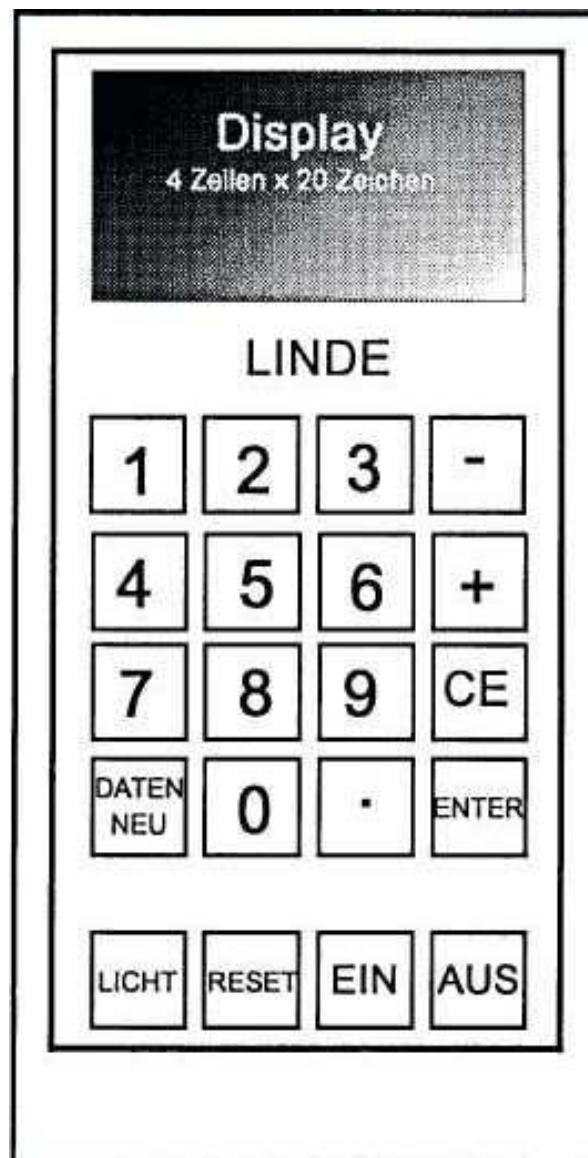 Display
4 Zeilen x 20 Zeichen
LINDE
1 2 3 -
4 5 6 +
7 8 9 CE
DATEN NEU 0 . ENTER
LICHT RESET EIN AUS